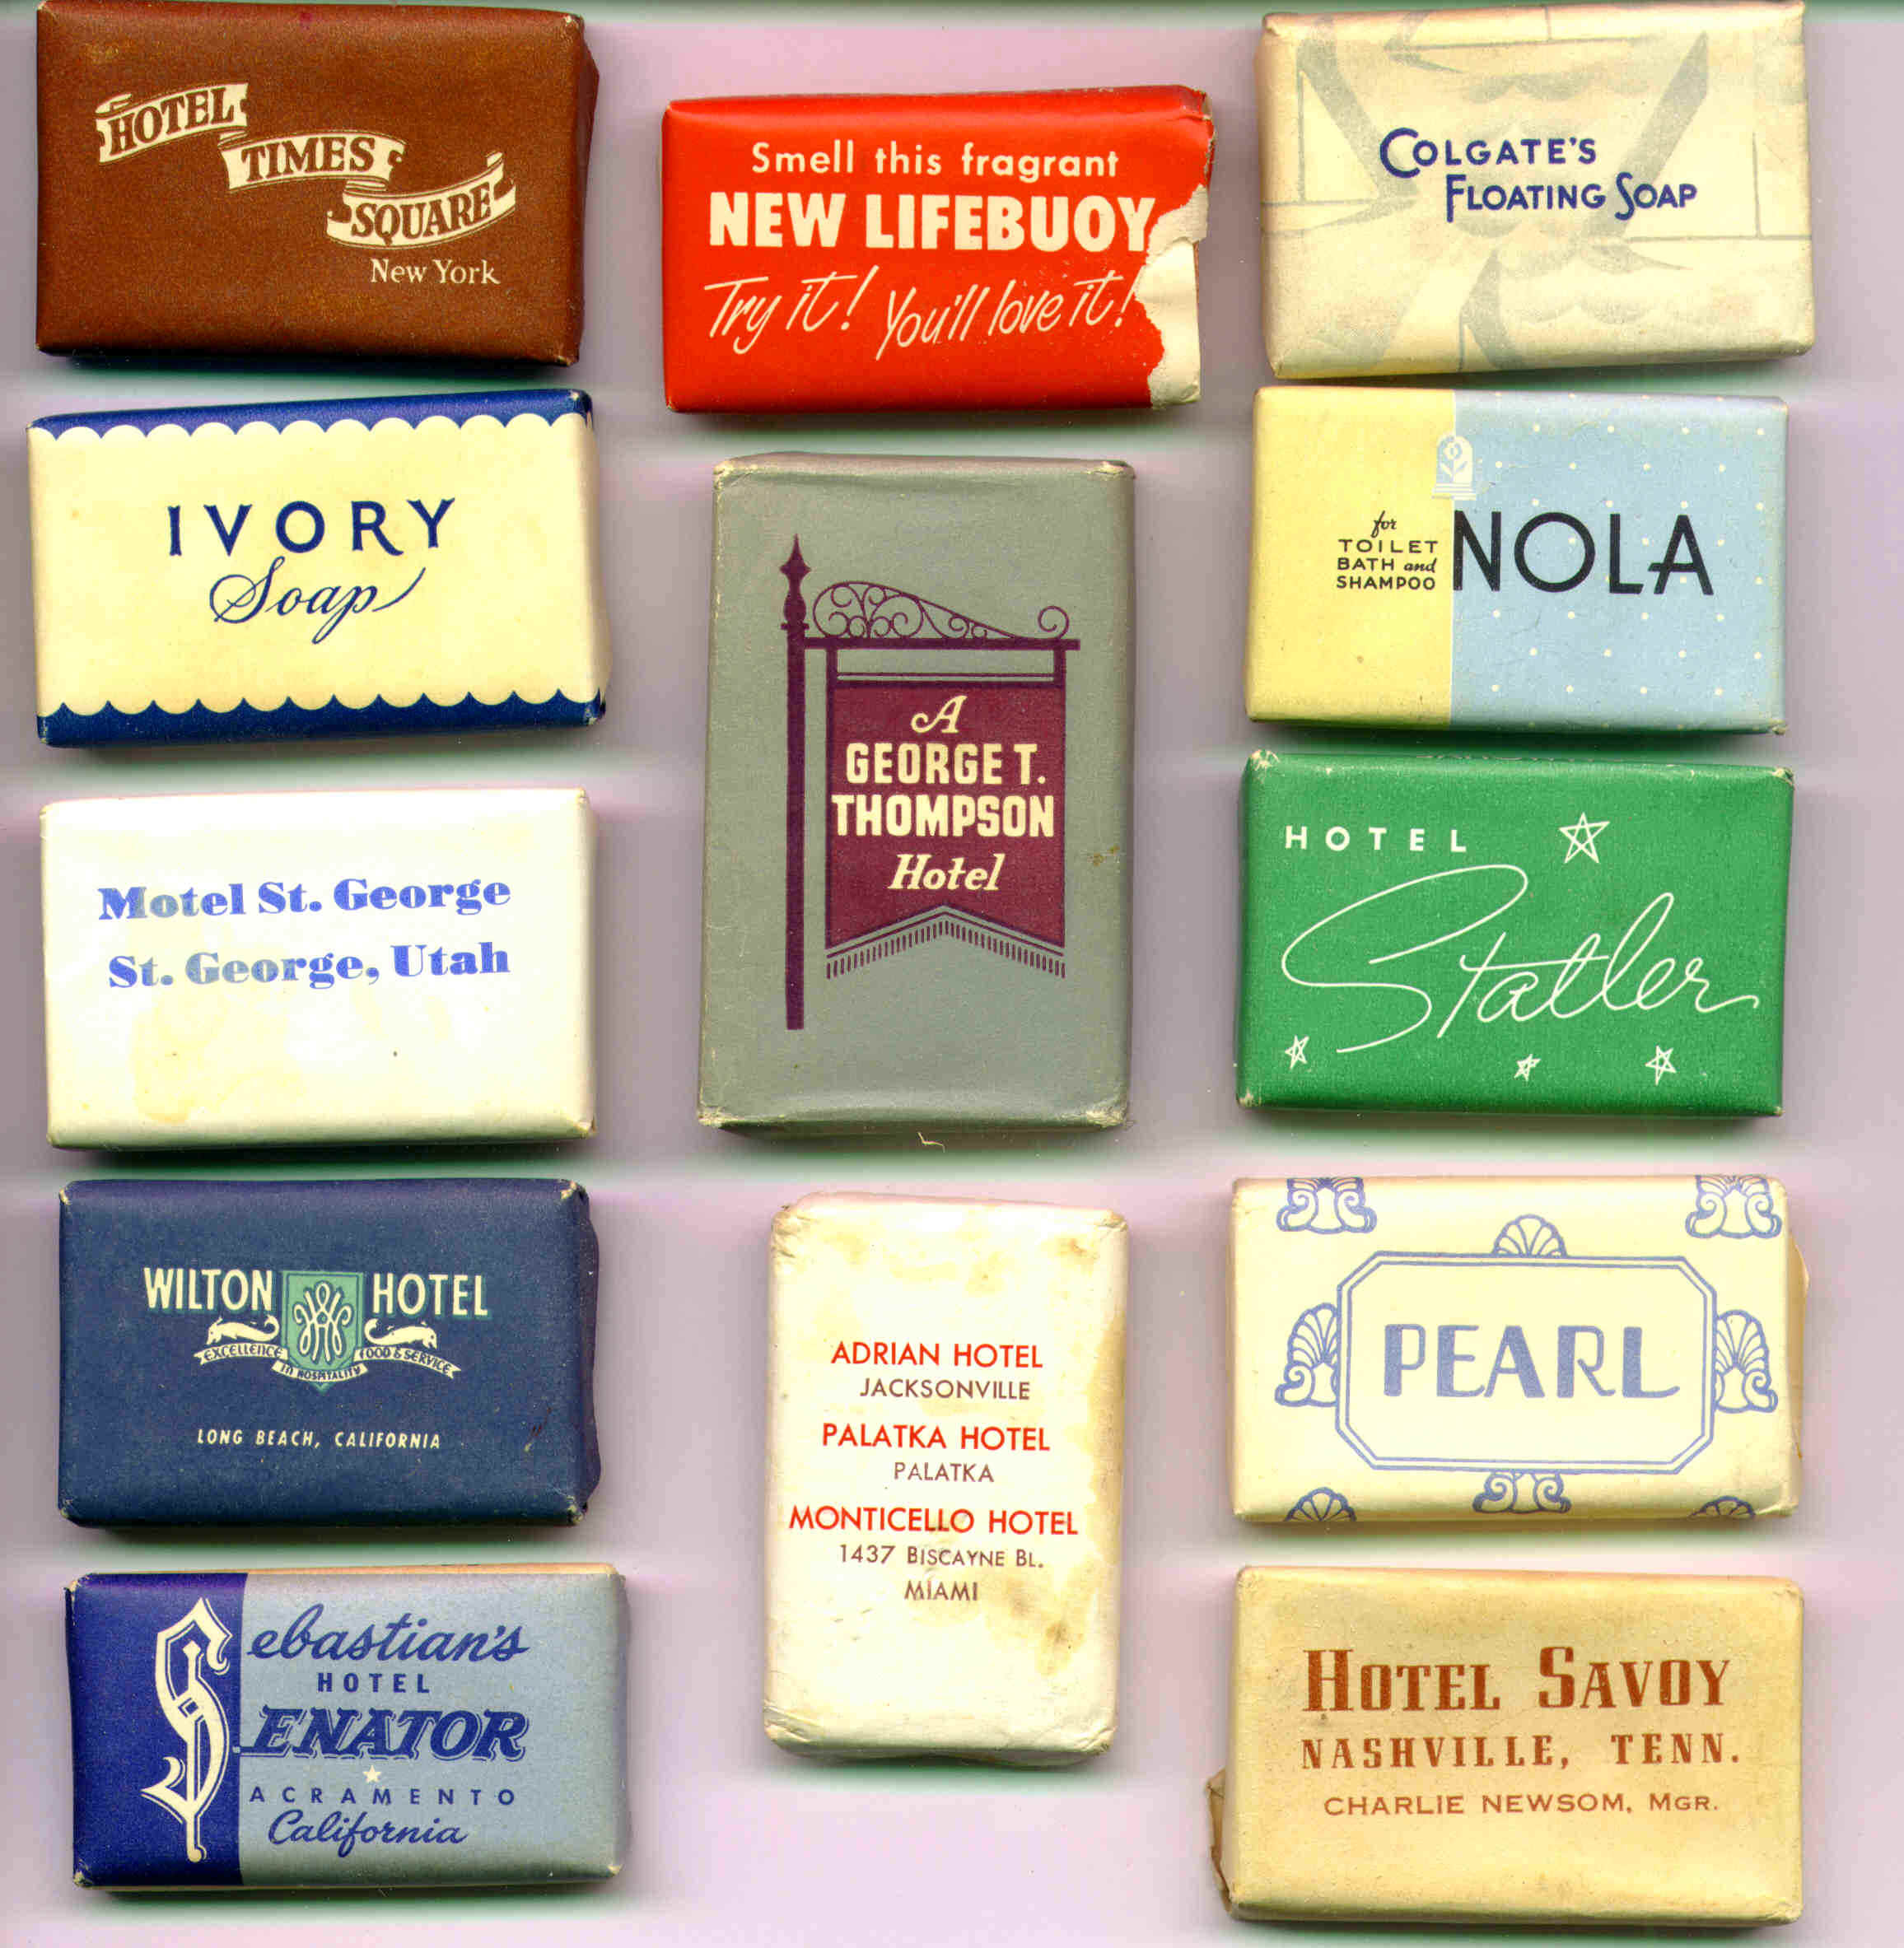 HOTEL
TIMES
SQUARE
New York
Smell this fragrant
NEW LIFEBUOY
Try it! You'll love it!
COLGATE'S
FLOATING SOAP
IVORY
Soap
A
GEORGE T.
THOMPSON
Hotel
for
TOILET
BATH and
SHAMPOO
NOLA
Motel St. George
St. George, Utah
HOTEL
Statler
WILTON HOTEL
EXCELLENCE IN HOSPITALITY FOOD & SERVICE
LONG BEACH, CALIFORNIA
ADRIAN HOTEL
JACKSONVILLE
PALATKA HOTEL
PALATKA
MONTICELLO HOTEL
1437 BISCAYNE BL.
MIAMI
PEARL
Sebastian's
HOTEL
SENATOR
SACRAMENTO
California
HOTEL SAVOY
NASHVILLE, TENN.
CHARLIE NEWSOM, MGR.